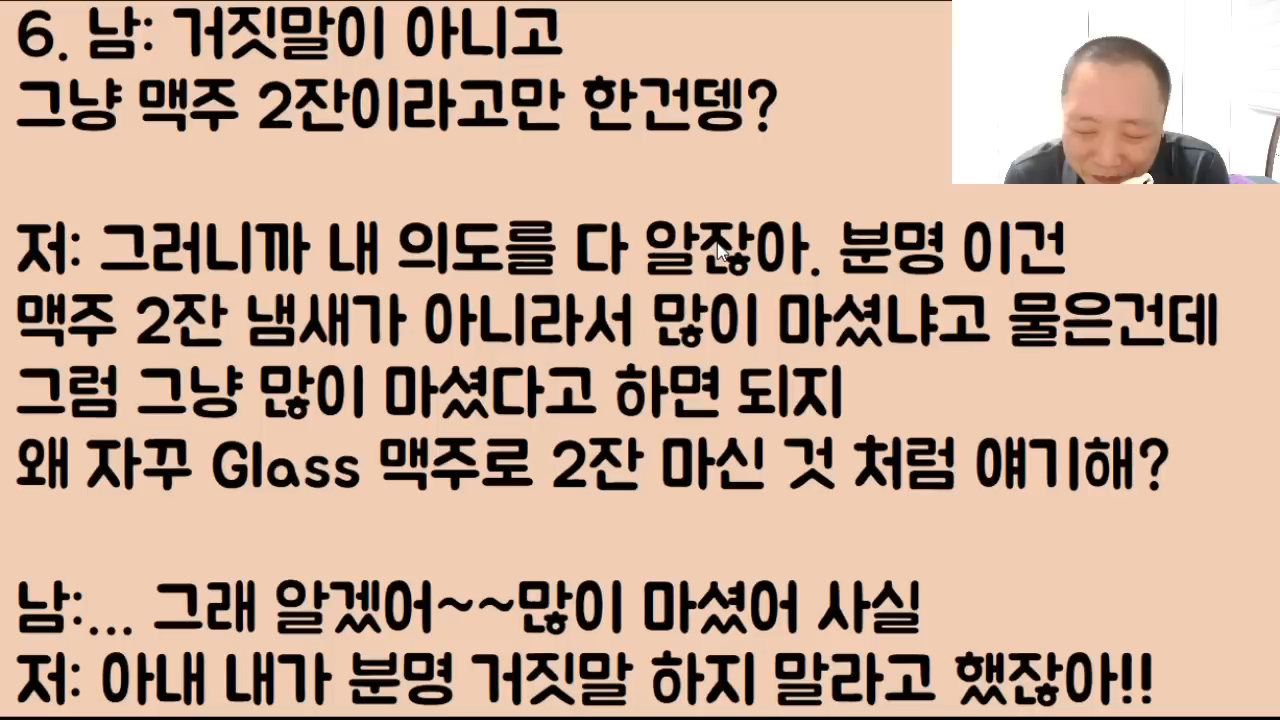 6. 남: 거짓말이 아니고
그냥 맥주 2잔이라고만 한건뎅?
저: 그러니까 내 의도를 다 알잖아. 분명 이건
맥주 2잔 냄새가 아니라서 많이 마셨냐고 물은건데
그럼 그냥 많이 마셨다고 하면 되지
왜 자꾸 Glass 맥주로 2잔 마신 것 처럼 얘기해?
남:... 그래 알겠어~~많이 마셨어 사실
저: 아내 내가 분명 거짓말 하지 말라고 했잖아!!